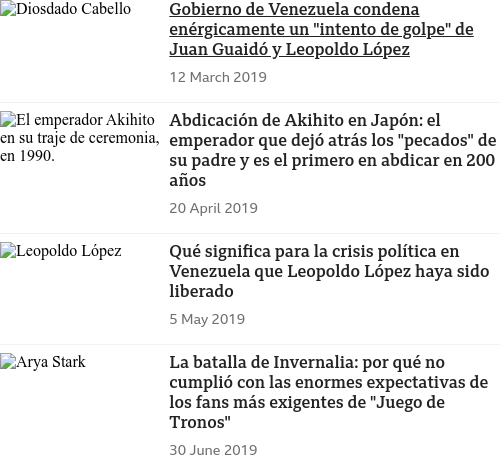 Diosdado Cabello
Gobierno de Venezuela condena
enérgicamente un "intento de golpe" de
Juan Guaidó y Leopoldo López
12 March 2019
El emperador Akihito
en su traje de ceremonia,
en 1990.
Abdicación de Akihito en Japón: el
emperador que dejó atrás los "pecados" de
su padre y es el primero en abdicar en 200
años
20 April 2019
Leopoldo López
Qué significa para la crisis política en
Venezuela que Leopoldo López haya sido
liberado
5 May 2019
Arya Stark
La batalla de Invernalia: por qué no
cumplió con las enormes expectativas de
los fans más exigentes de "Juego de
Tronos"
30 June 2019